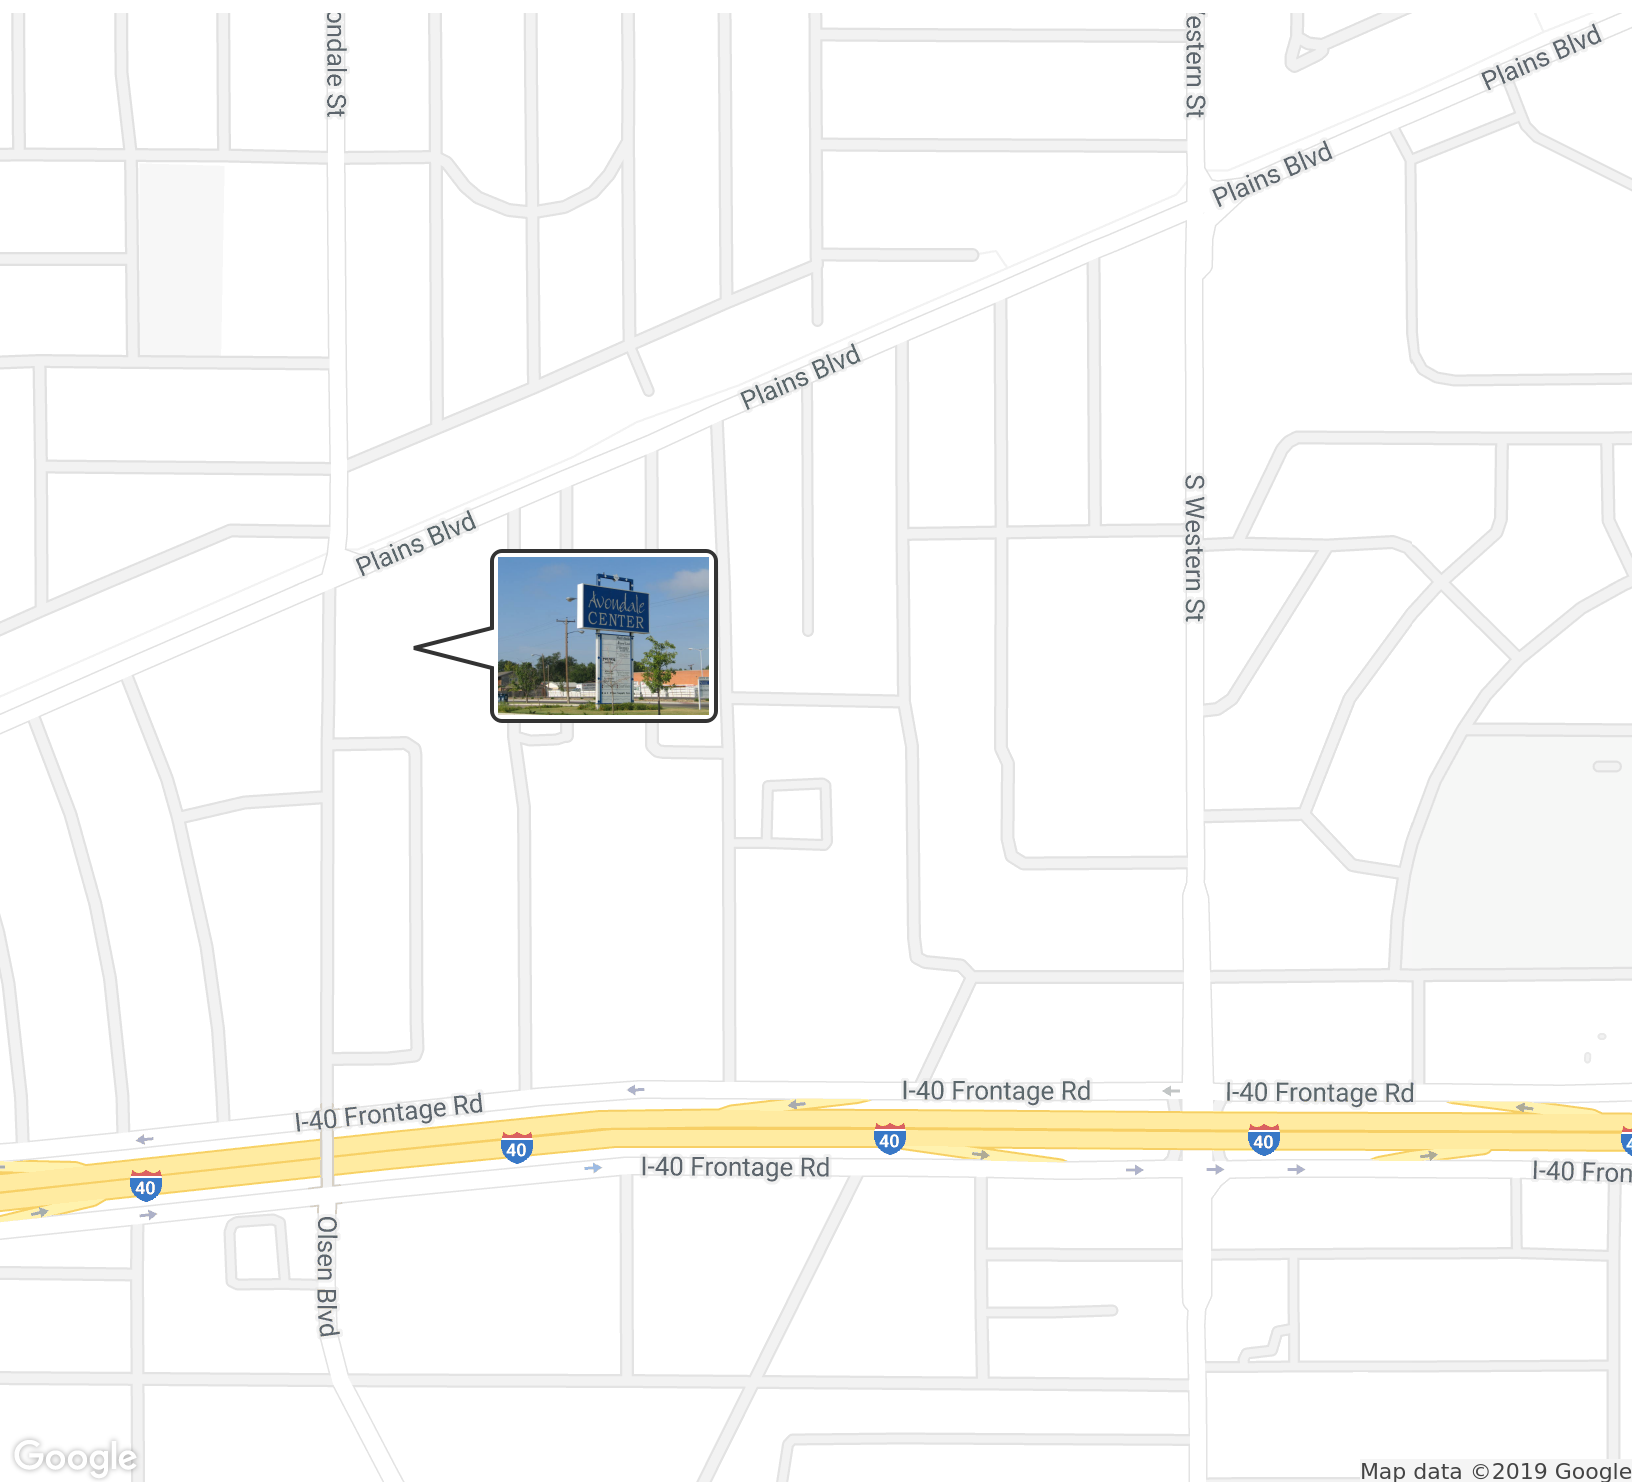 ondale St
estern St
Plains Blvd
Plains Blvd
Plains Blvd
Plains Blvd
S Western St
Avondale
CENTER
I-40 Frontage Rd
I-40 Frontage Rd
I-40 Frontage Rd
40
40
40
40
I-40 Frontage Rd
I-40 Fron
Olsen Blvd
Google
Map data ©2019 Google